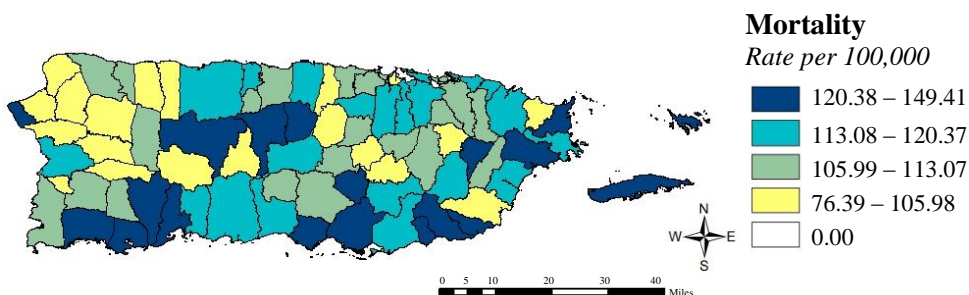 Mortality
Rate per 100,000
120.38 – 149.41
113.08 – 120.37
105.99 – 113.07
76.39 – 105.98
0.00
N
W E
S
0 5 10 20 30 40
Miles